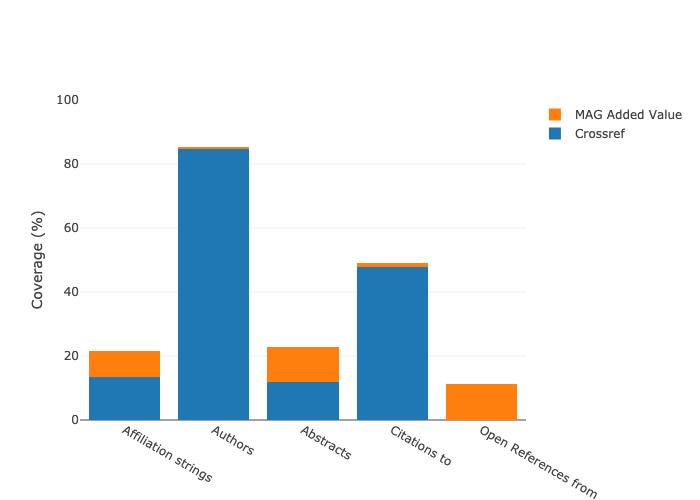 100
80
60
40
20
0
Coverage (%)
MAG Added Value
Crossref
Affiliation strings
Authors
Abstracts
Citations to
Open References from